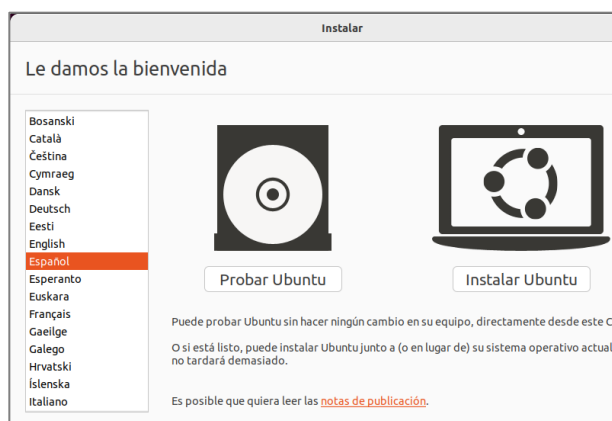 Instalar
Le damos la bienvenida
Bosanski
Català
Čeština
Cymraeg
Dansk
Deutsch
Eesti
English
Español
Esperanto
Euskara
Français
Gaeilge
Galego
Hrvatski
Íslenska
Italiano
Probar Ubuntu
Instalar Ubuntu
Puede probar Ubuntu sin hacer ningún cambio en su equipo, directamente desde este
O si está listo, puede instalar Ubuntu junto a (o en lugar de) su sistema operativo actual
no tardará demasiado.
Es posible que quiera leer las notas de publicación.